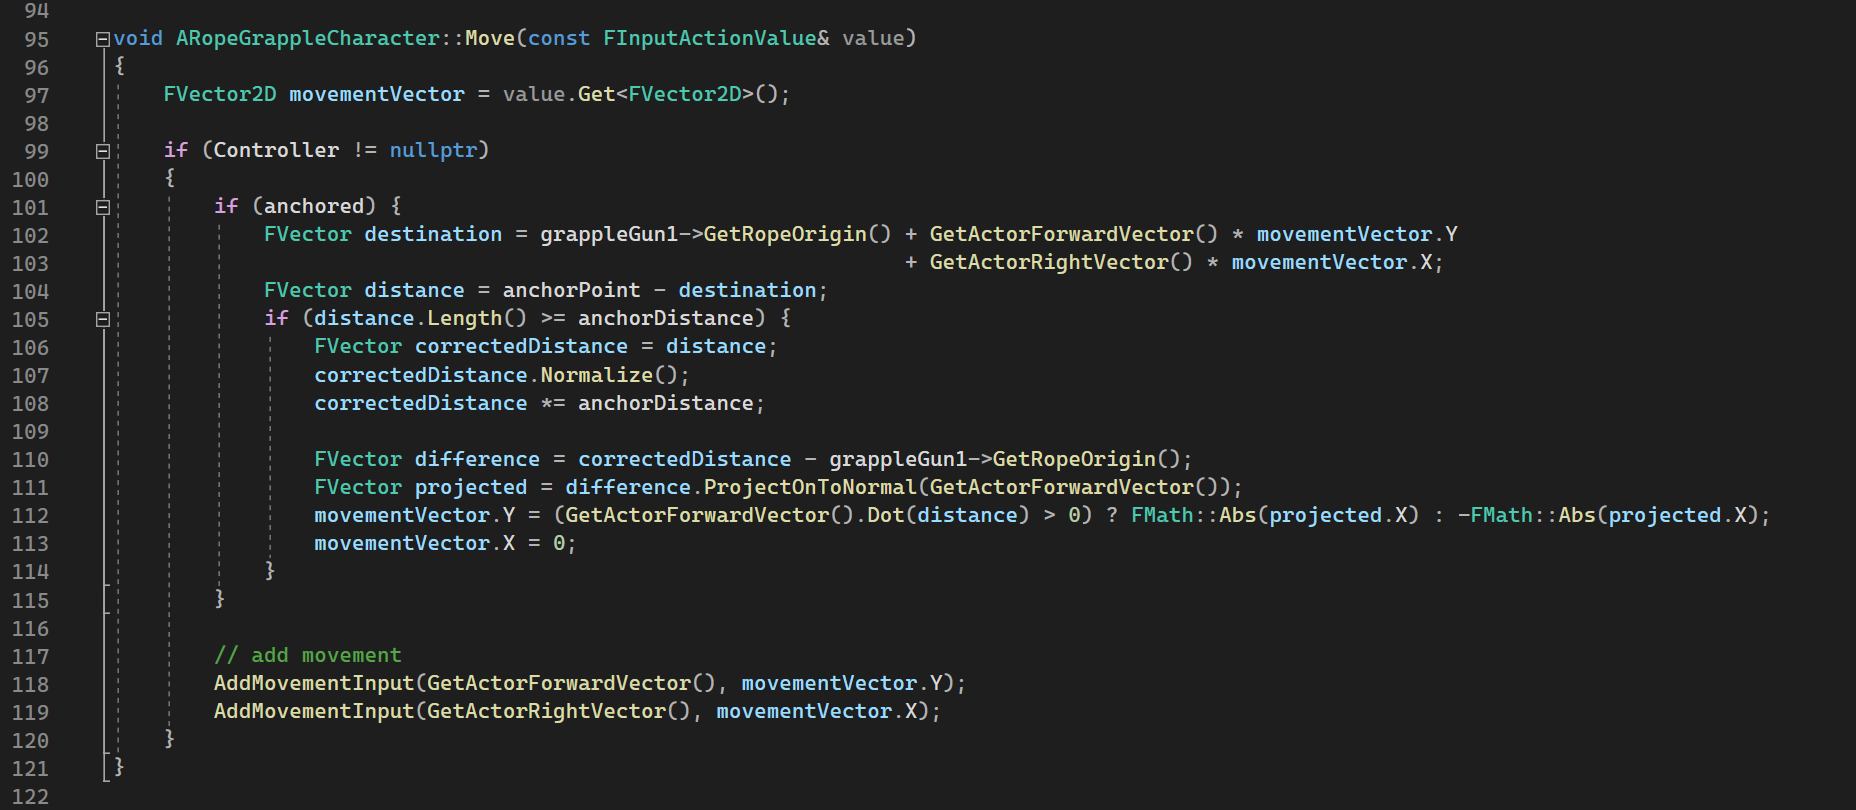 94
95 void ARopeGrappleCharacter::Move(const FInputActionValue& value)
96 {
97     FVector2D movementVector = value.Get<FVector2D>();
98
99     if (Controller != nullptr)
100     {
101         if (anchored) {
102             FVector destination = grappleGun1->GetRopeOrigin() + GetActorForwardVector() * movementVector.Y
103                                                                + GetActorRightVector() * movementVector.X;
104             FVector distance = anchorPoint - destination;
105             if (distance.Length() >= anchorDistance) {
106                 FVector correctedDistance = distance;
107                 correctedDistance.Normalize();
108                 correctedDistance *= anchorDistance;
109
110                 FVector difference = correctedDistance - grappleGun1->GetRopeOrigin();
111                 FVector projected = difference.ProjectOnToNormal(GetActorForwardVector());
112                 movementVector.Y = (GetActorForwardVector().Dot(distance) > 0) ? FMath::Abs(projected.X) : -FMath::Abs(projected.X);
113                 movementVector.X = 0;
114             }
115         }
116
117         // add movement
118         AddMovementInput(GetActorForwardVector(), movementVector.Y);
119         AddMovementInput(GetActorRightVector(), movementVector.X);
120     }
121 }
122